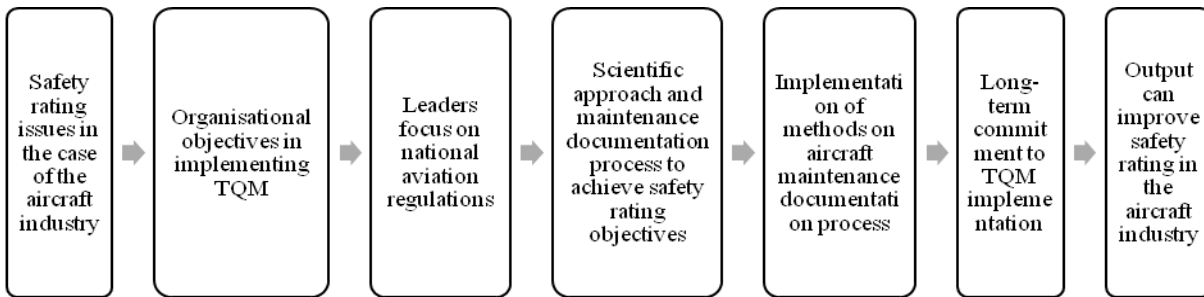 Safety
rating
issues in
the case
of the
aircraft
industry
Organisational
objectives in
implementing
TQM
Leaders
focus on
national
aviation
regulations
Scientific
approach and
maintenance
documentation
process to
achieve safety
rating
objectives
Implementati
on of
methods on
aircraft
maintenance
documentati
on process
Long-
term
commit
ment to
TQM
impleme
ntation
Output
can
improve
safety
rating in
the
aircraft
industry